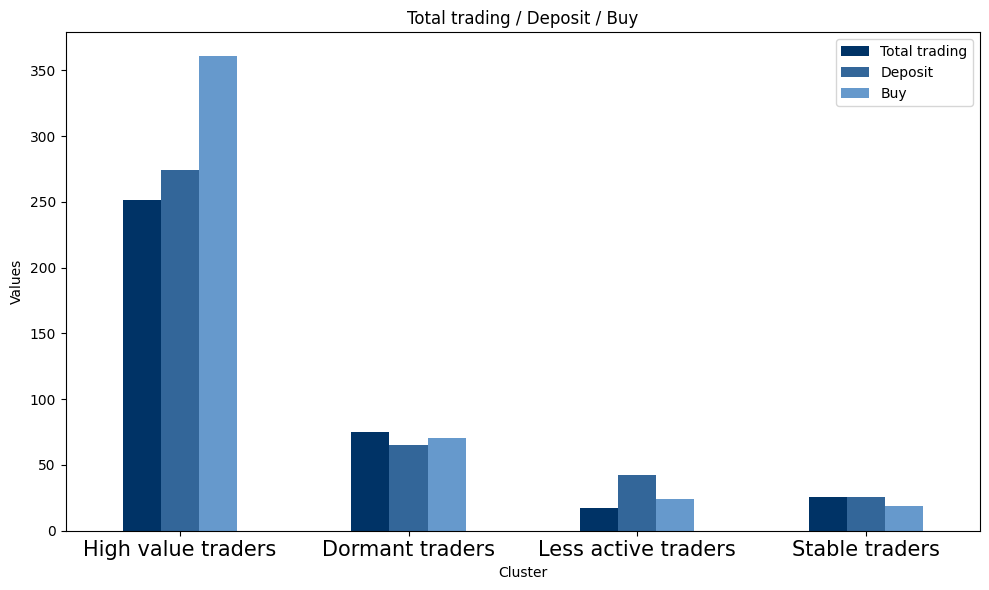 Total trading / Deposit / Buy
Total trading
Deposit
Buy
Values
350
300
250
200
150
100
50
0
High value traders
Dormant traders
Less active traders
Stable traders
Cluster